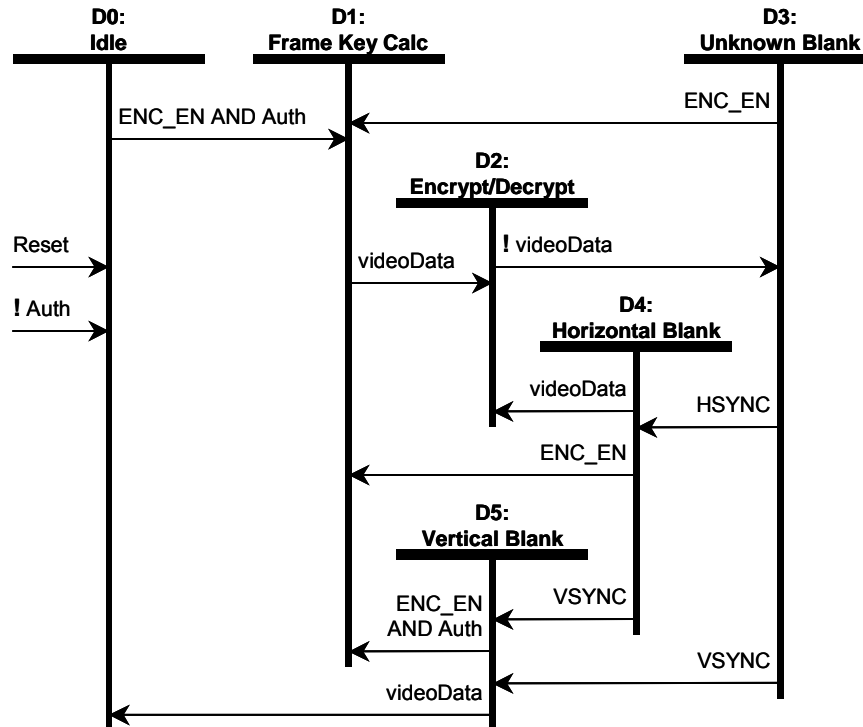 D0:
Idle
D1:
Frame Key Calc
D3:
Unknown Blank
ENC_EN AND Auth
ENC_EN
D2:
Encrypt/Decrypt
Reset
videoData
! videoData
! Auth
D4:
Horizontal Blank
videoData
HSYNC
ENC_EN
D5:
Vertical Blank
ENC_EN
AND Auth
VSYNC
VSYNC
videoData